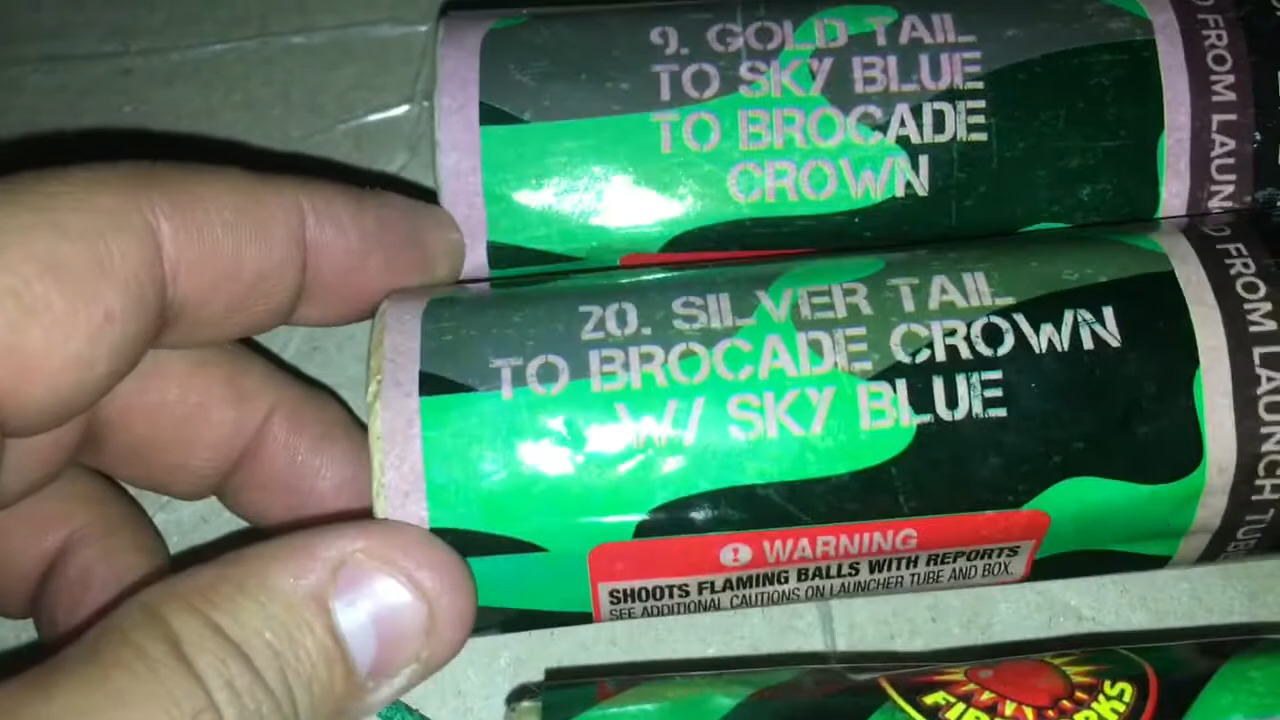 9. GOLD TAIL
TO SKY BLUE
TO BROCADE
CROWN
FROM LAUN
20. SILVER TAIL
TO BROCADE CROWN
W/ SKY BLUE
FROM LAUNCH TUBE
WARNING
SHOOTS FLAMING BALLS WITH REPORTS
SEE ADDITIONAL CAUTIONS ON LAUNCHER TUBE AND BOX.